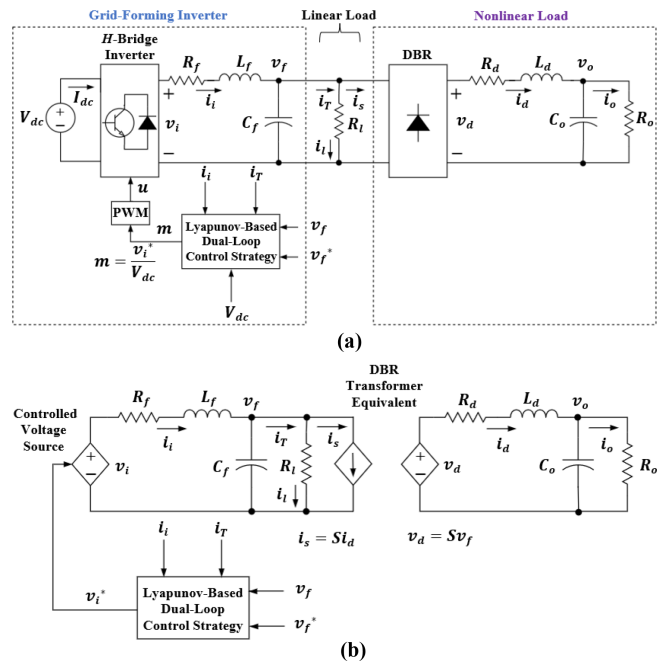 Grid-Forming Inverter
Linear Load
Nonlinear Load
(a)
H-Bridge
Inverter
R_f
L_f
v_f
DBR
R_d
L_d
v_o
I_dc
i_i
i_T
i_s
i_d
i_o
V_dc
+
−
+
v_i
−
C_f
R_l
i_l
+
v_d
−
C_o
R_o
u
i_i
i_T
PWM
m
m = v_i* / V_dc
Lyapunov-Based
Dual-Loop
Control Strategy
v_f
v_f*
V_dc
(a)
DBR
Transformer
Equivalent
R_f
L_f
v_f
R_d
L_d
v_o
Controlled
Voltage
Source
i_i
i_T
i_s
i_d
i_o
+
−
v_i
C_f
R_l
i_l
+
−
v_d
C_o
R_o
i_s = Si_d
v_d = Sv_f
i_i
i_T
v_i*
Lyapunov-Based
Dual-Loop
Control Strategy
v_f
v_f*
(b)